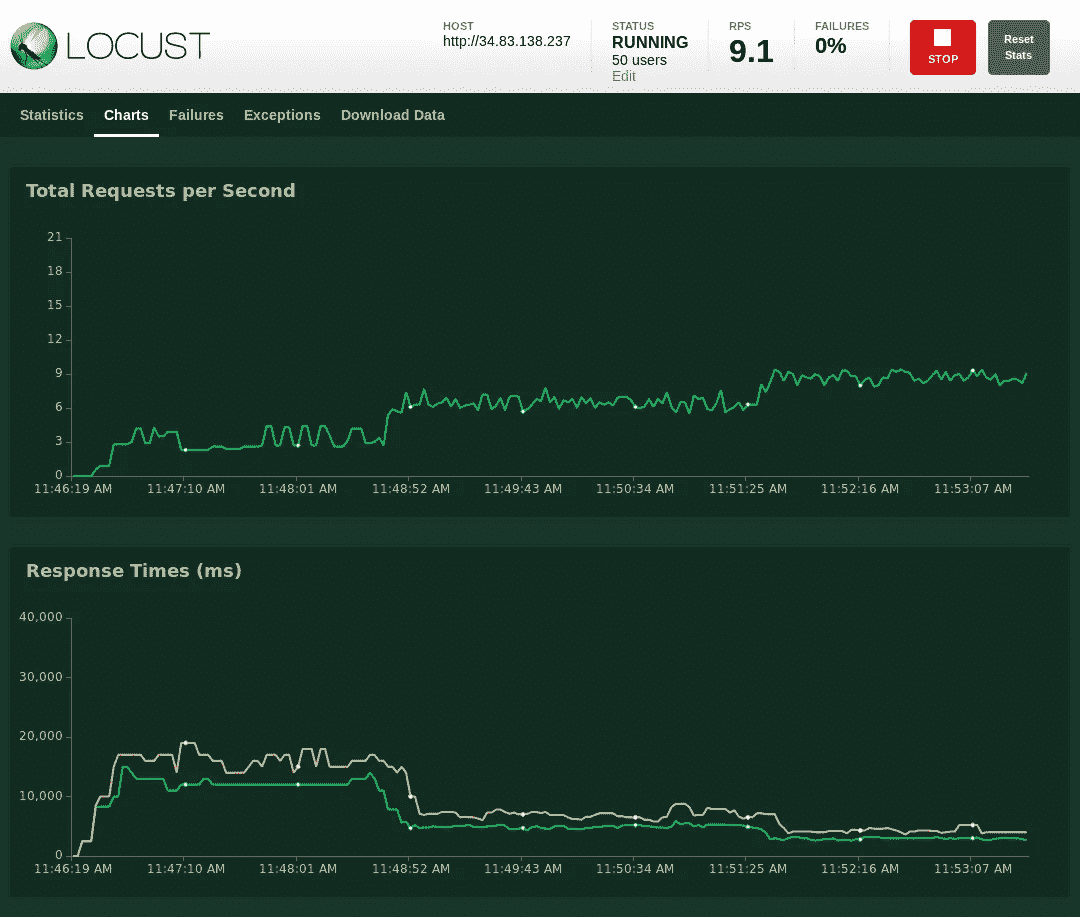 LOCUST
HOST
http://34.83.138.237
STATUS
RUNNING
50 users
Edit
RPS
9.1
FAILURES
0%
STOP
Reset
Stats
Statistics Charts Failures Exceptions Download Data
Total Requests per Second
21
18
15
12
9
6
3
0
11:46:19 AM 11:47:10 AM 11:48:01 AM 11:48:52 AM 11:49:43 AM 11:50:34 AM 11:51:25 AM 11:52:16 AM 11:53:07 AM
Response Times (ms)
40,000
30,000
20,000
10,000
0
11:46:19 AM 11:47:10 AM 11:48:01 AM 11:48:52 AM 11:49:43 AM 11:50:34 AM 11:51:25 AM 11:52:16 AM 11:53:07 AM